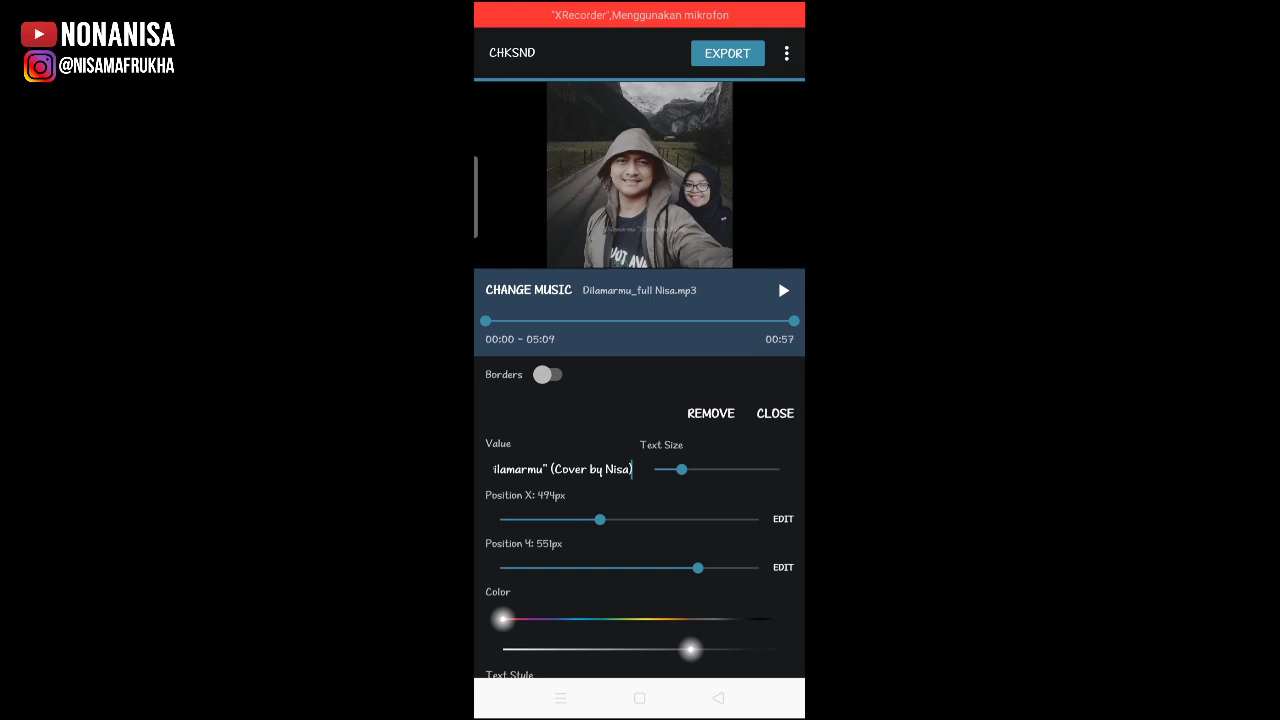 NONANISA
@NISAMAFRUKHA
"XRecorder",Menggunakan mikrofon
CHKSND
EXPORT
CHANGE MUSIC Dilamarmu_full Nisa.mp3
00:00 - 05:09
00:57
Borders
REMOVE CLOSE
Value
Text Size
ilamarmu" (Cover by Nisa)
Position X: 494px
EDIT
Position Y: 551px
EDIT
Color
Text Style